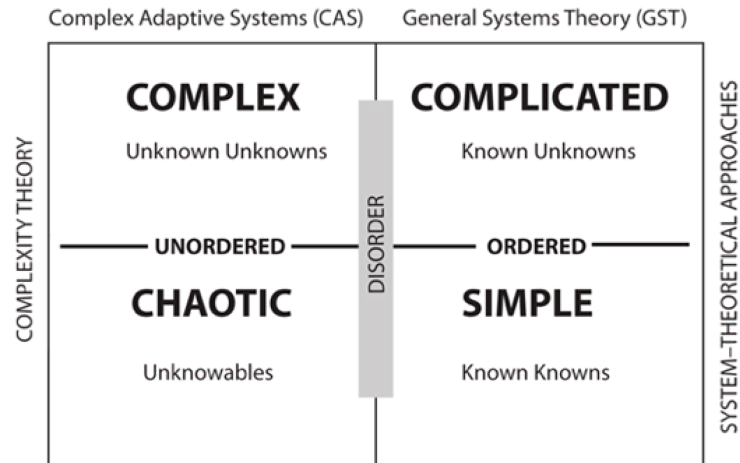 Complex Adaptive Systems (CAS)
General Systems Theory (GST)
COMPLEXITY THEORY
COMPLEX
Unknown Unknowns
COMPLICATED
Known Unknowns
DISORDER
UNORDERED
ORDERED
CHAOTIC
Unknowables
SIMPLE
Known Knowns
SYSTEM–THEORETICAL APPROACHES